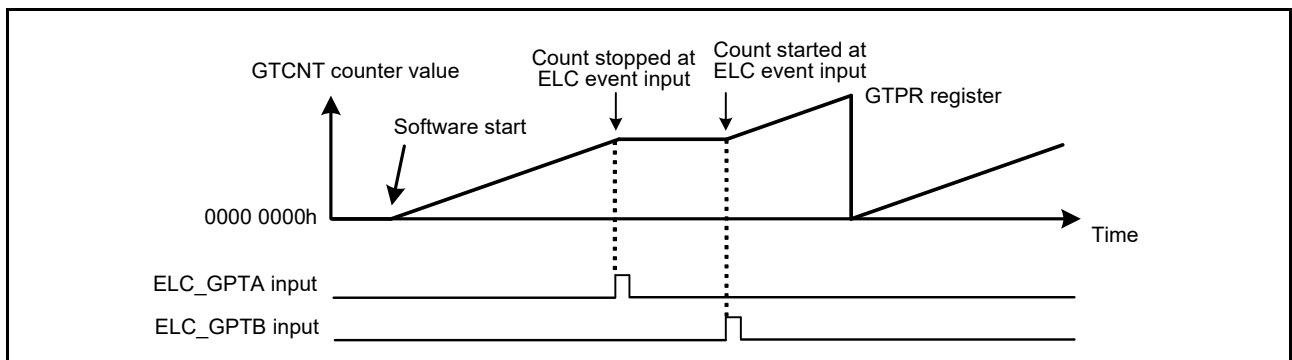 Count stopped at
ELC event input
Count started at
ELC event input
GTCNT counter value
GTPR register
Software start
0000 0000h
Time
ELC_GPTA input
ELC_GPTB input